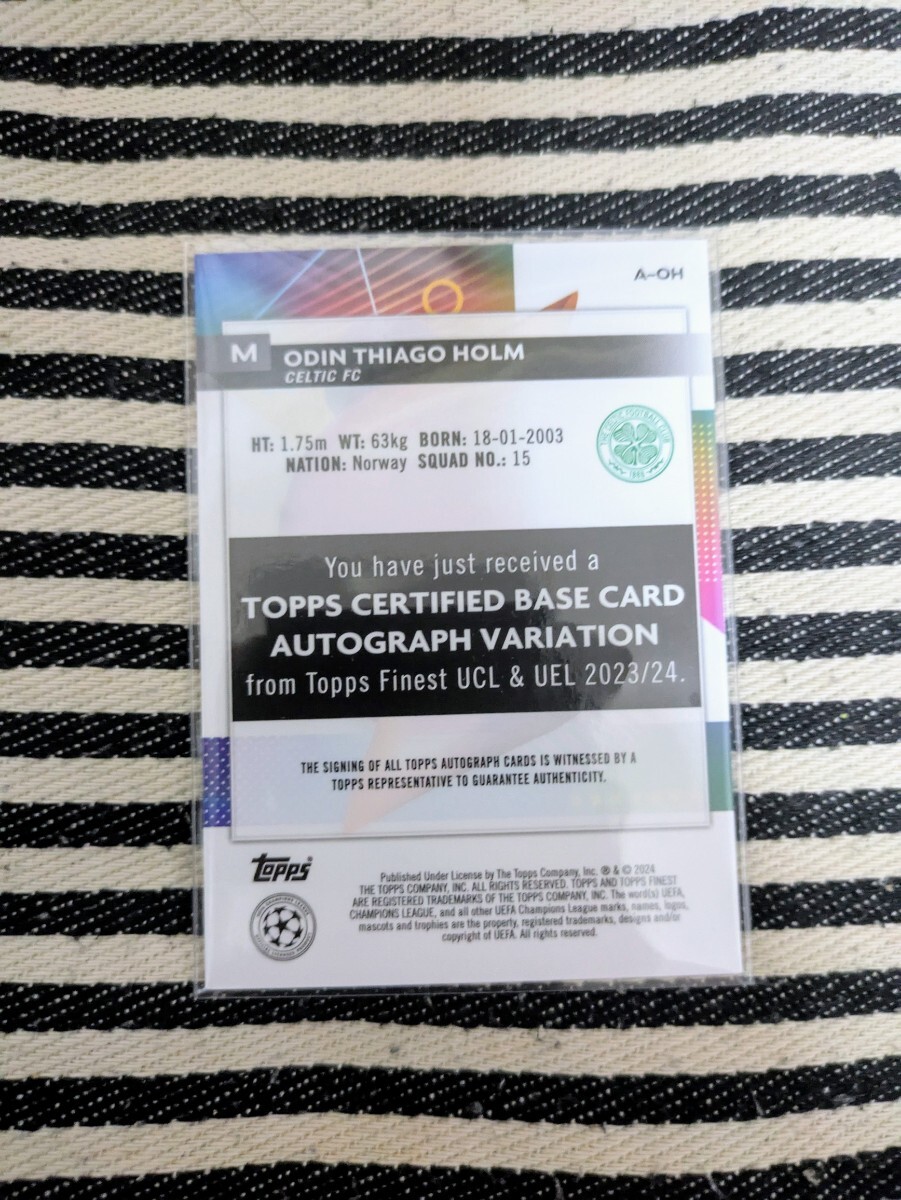 A-OH
M
ODIN THIAGO HOLM
CELTIC FC
HT: 1.75m WT: 63kg BORN: 18-01-2003
NATION: Norway SQUAD NO.: 15
THE CELTIC FOOTBALL CLUB
1888
You have just received a
TOPPS CERTIFIED BASE CARD
AUTOGRAPH VARIATION
from Topps Finest UCL & UEL 2023/24.
THE SIGNING OF ALL TOPPS AUTOGRAPH CARDS IS WITNESSED BY A
TOPPS REPRESENTATIVE TO GUARANTEE AUTHENTICITY.
Topps®
Published Under License by The Topps Company, Inc. ® & © 2024
THE TOPPS COMPANY, INC. ALL RIGHTS RESERVED. TOPPS AND TOPPS FINEST
ARE REGISTERED TRADEMARKS OF THE TOPPS COMPANY, INC. The word(s) UEFA,
CHAMPIONS LEAGUE, and all other UEFA Champions League marks, names, logos,
mascots and trophies are the property, registered trademarks, designs and/or
copyright of UEFA. All rights reserved.